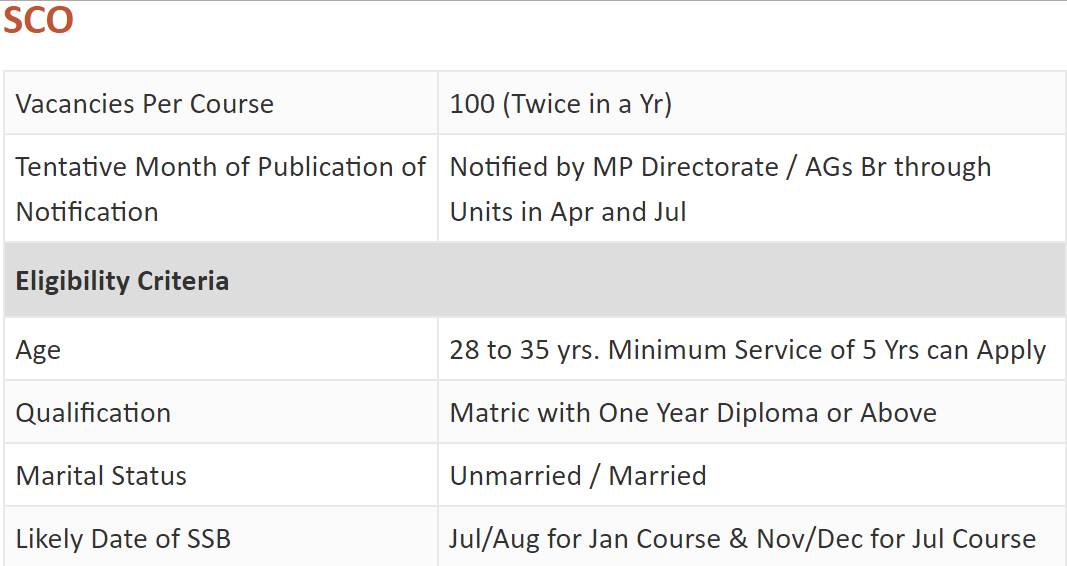 SCO
Vacancies Per Course
100 (Twice in a Yr)
Tentative Month of Publication of
Notification
Notified by MP Directorate / AGs Br through
Units in Apr and Jul
Eligibility Criteria
Age
28 to 35 yrs. Minimum Service of 5 Yrs can Apply
Qualification
Matric with One Year Diploma or Above
Marital Status
Unmarried / Married
Likely Date of SSB
Jul/Aug for Jan Course & Nov/Dec for Jul Course